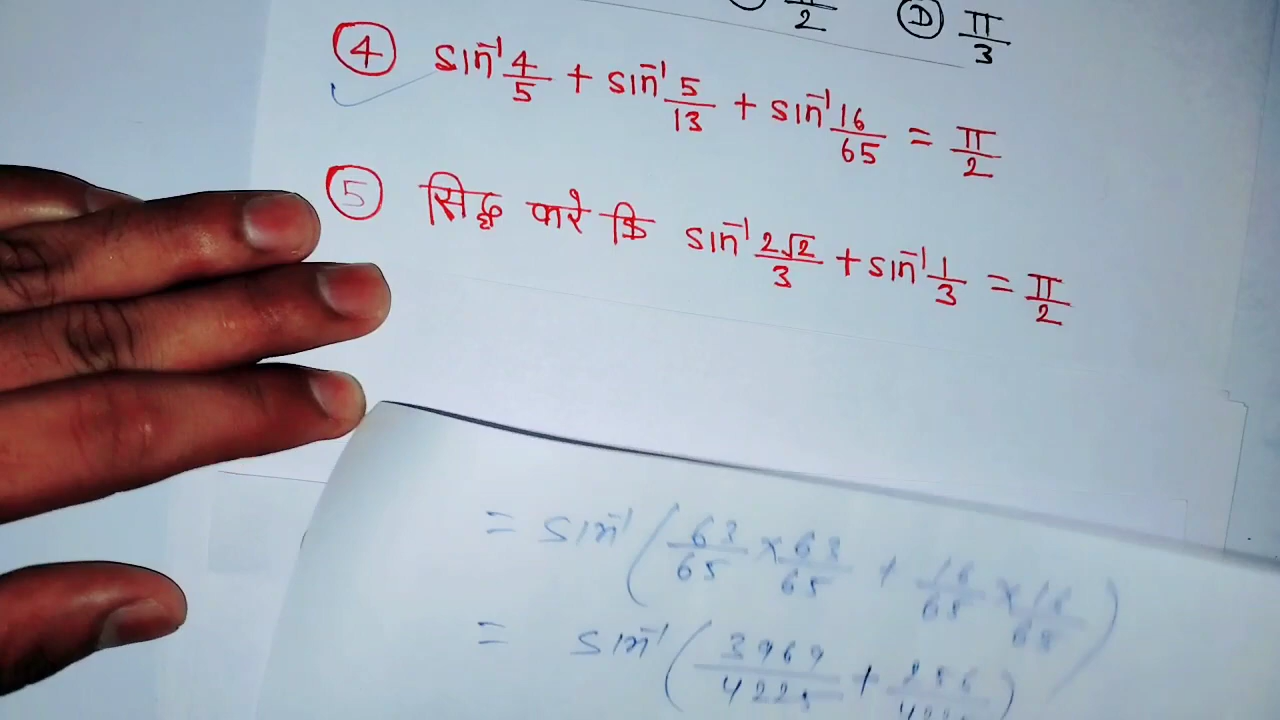 π/2 Ⓓ π/3
④ sin⁻¹ 4/5 + sin⁻¹ 5/13 + sin⁻¹ 16/65 = π/2
⑤ सिद्ध करे कि sin⁻¹ 2√2/3 + sin⁻¹ 1/3 = π/2
= sin⁻¹ ( 63/65 × 63/65 + 16/65 × 16/65 )
= sin⁻¹ ( 3969/4225 + 256/4225 )